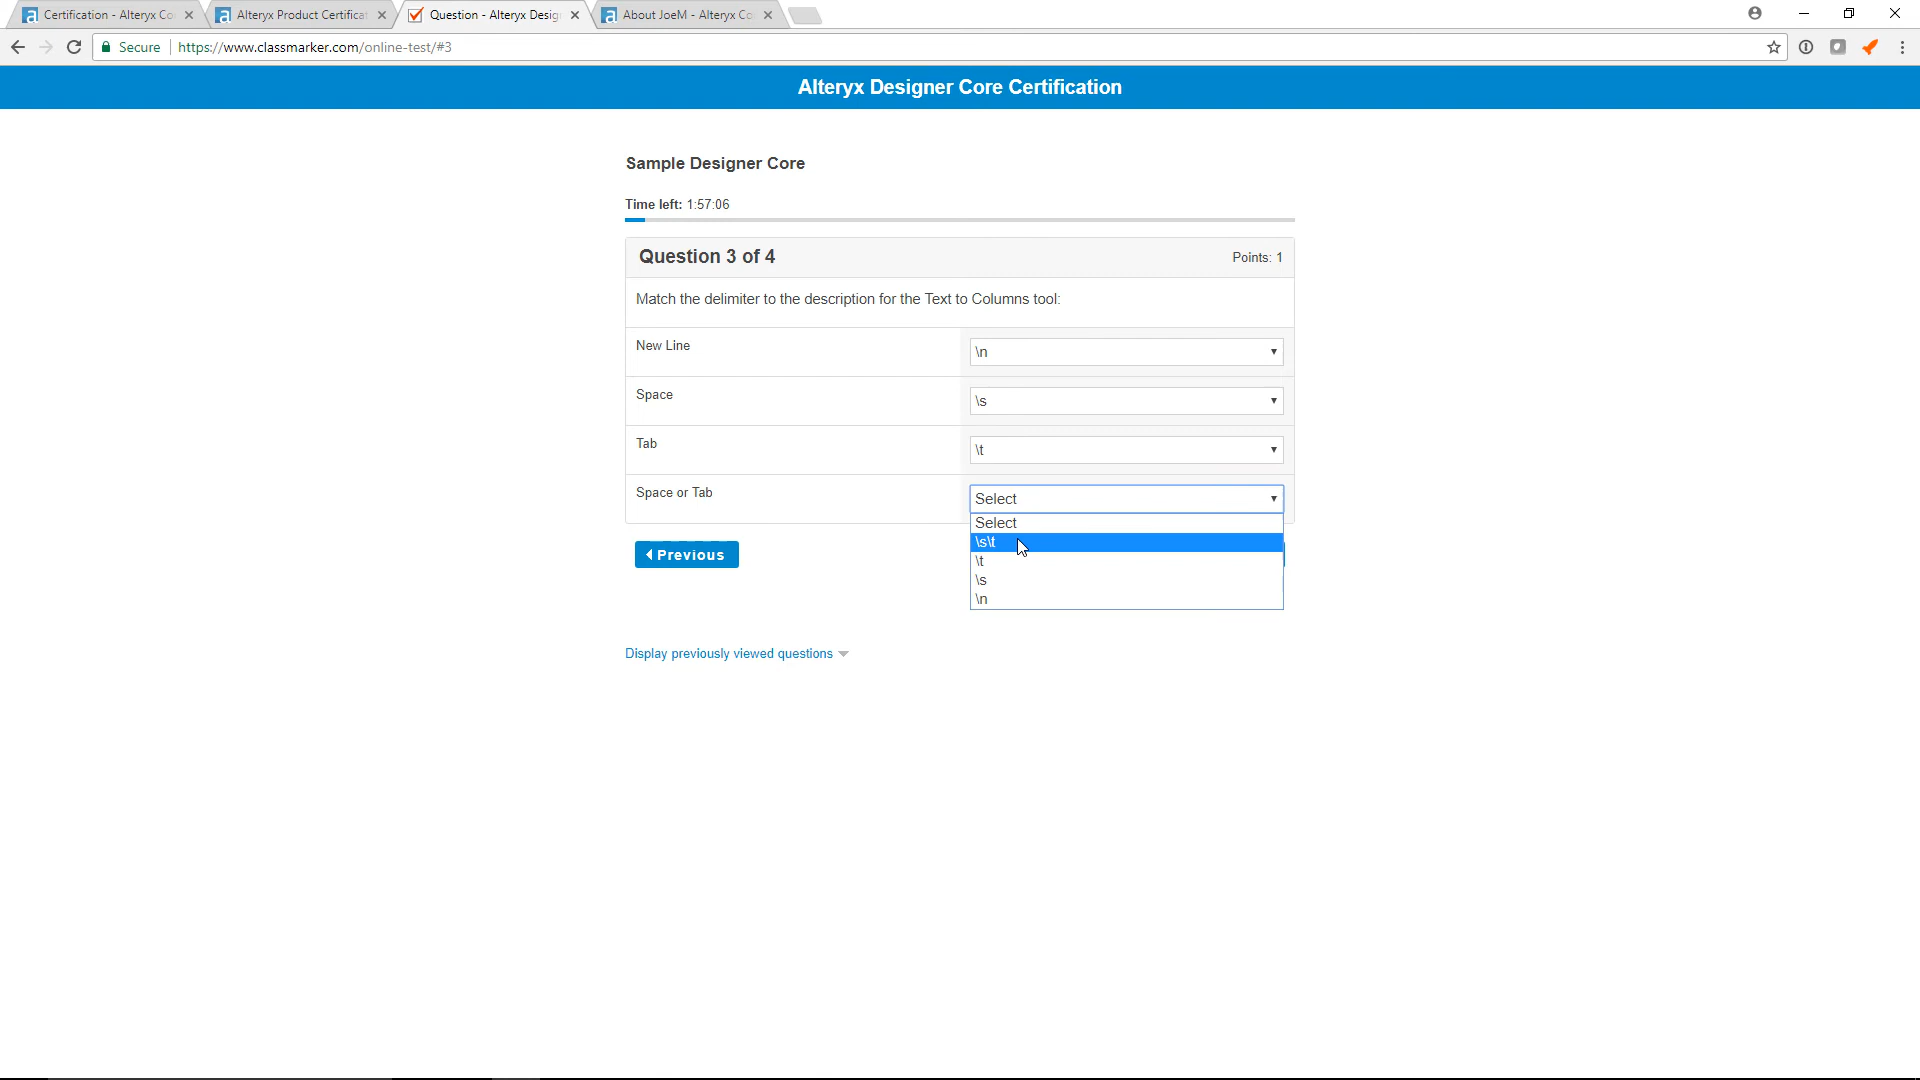 Certification - Alteryx Co
Alteryx Product Certificat
Question - Alteryx Desig
About JoeM - Alteryx Co
Secure
https://www.classmarker.com/online-test/#3
Alteryx Designer Core Certification
Sample Designer Core
Time left: 1:57:06
Question 3 of 4
Points: 1
Match the delimiter to the description for the Text to Columns tool:
New Line
\n
Space
\s
Tab
\t
Space or Tab
Select
Select
\s\t
\t
\s
\n
Previous
Display previously viewed questions